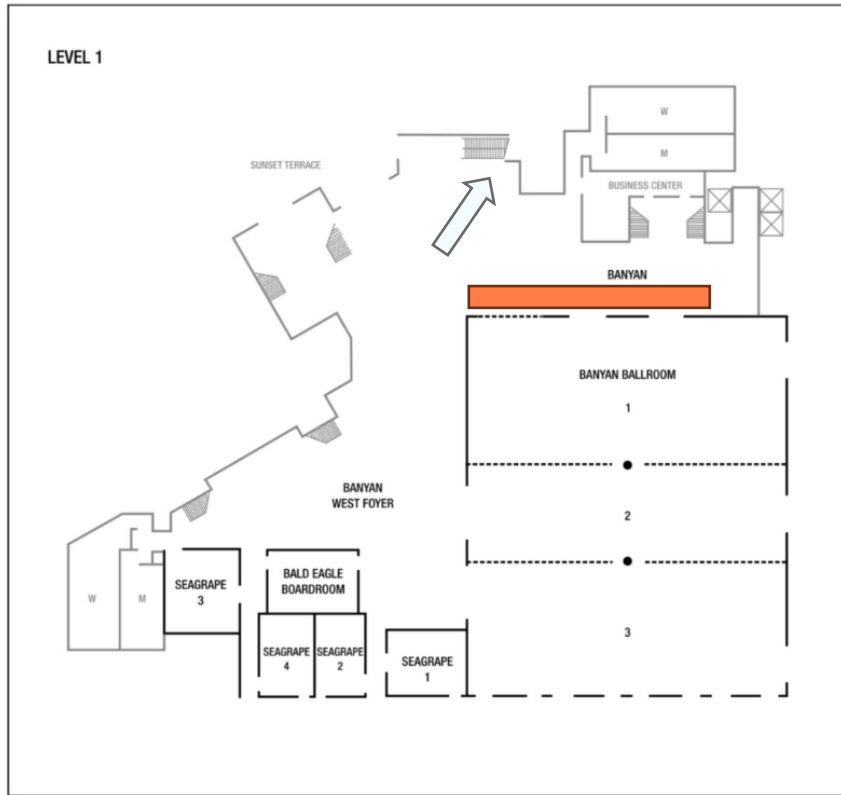 LEVEL 1
W
M
SUNSET TERRACE
BUSINESS CENTER
BANYAN
BANYAN BALLROOM
1
BANYAN
WEST FOYER
2
BALD EAGLE
BOARDROOM
SEAGRAPE
3
W
M
SEAGRAPE
4
SEAGRAPE
2
SEAGRAPE
1
3